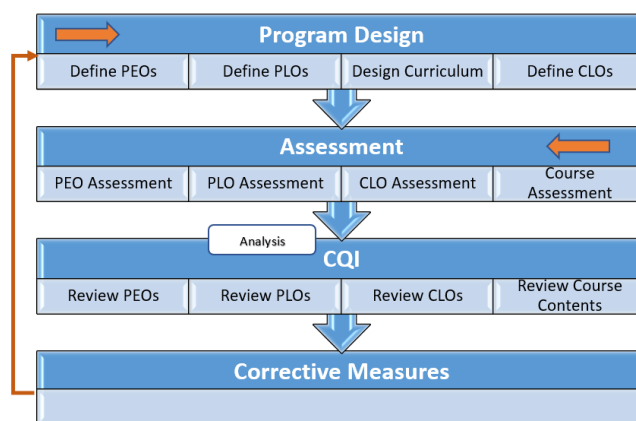 Program Design
Define PEOs
Define PLOs
Design Curriculum
Define CLOs
Assessment
PEO Assessment
PLO Assessment
CLO Assessment
Course
Assessment
Analysis
CQI
Review PEOs
Review PLOs
Review CLOs
Review Course
Contents
Corrective Measures